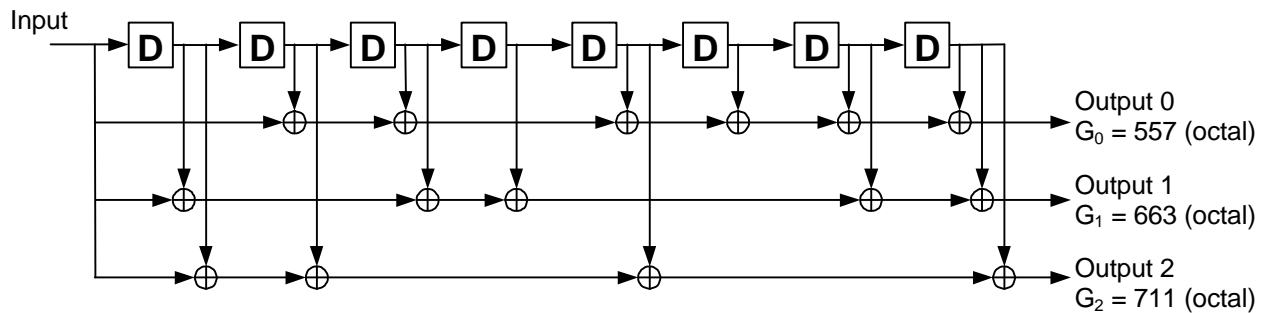 Input
D D D D D D D D
Output 0
G₀ = 557 (octal)
Output 1
G₁ = 663 (octal)
Output 2
G₂ = 711 (octal)